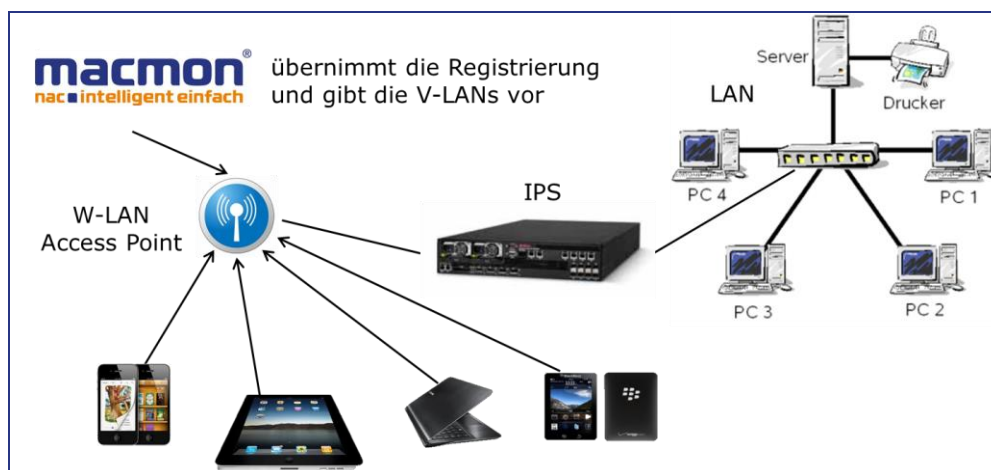 macmon®
nac intelligent einfach
übernimmt die Registrierung
und gibt die V-LANs vor
Server
Drucker
LAN
PC 4
PC 1
PC 3
PC 2
IPS
W-LAN
Access Point